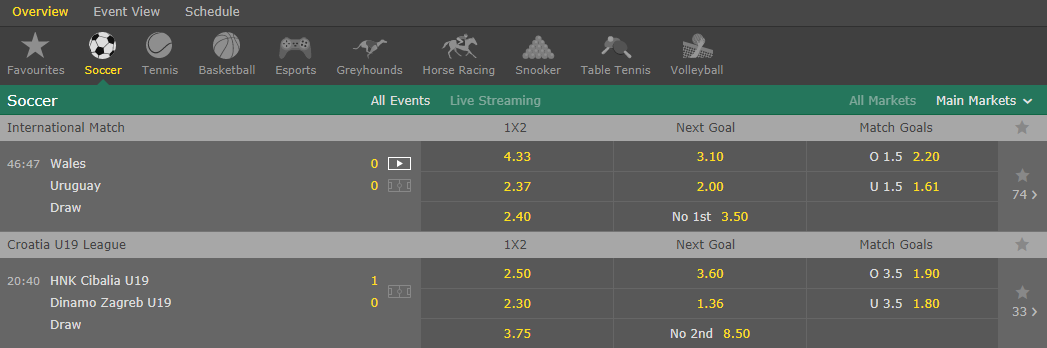 Overview Event View Schedule
Favourites Soccer Tennis Basketball Esports Greyhounds Horse Racing Snooker Table Tennis Volleyball
Soccer All Events Live Streaming All Markets Main Markets
International Match 1X2 Next Goal Match Goals
46:47 Wales 0 4.33 3.10 O 1.5 2.20
Uruguay 0 2.37 2.00 U 1.5 1.61
74
Draw 2.40 No 1st 3.50
Croatia U19 League 1X2 Next Goal Match Goals
20:40 HNK Cibalia U19 1 2.50 3.60 O 3.5 1.90
Dinamo Zagreb U19 0 2.30 1.36 U 3.5 1.80
33
Draw 3.75 No 2nd 8.50